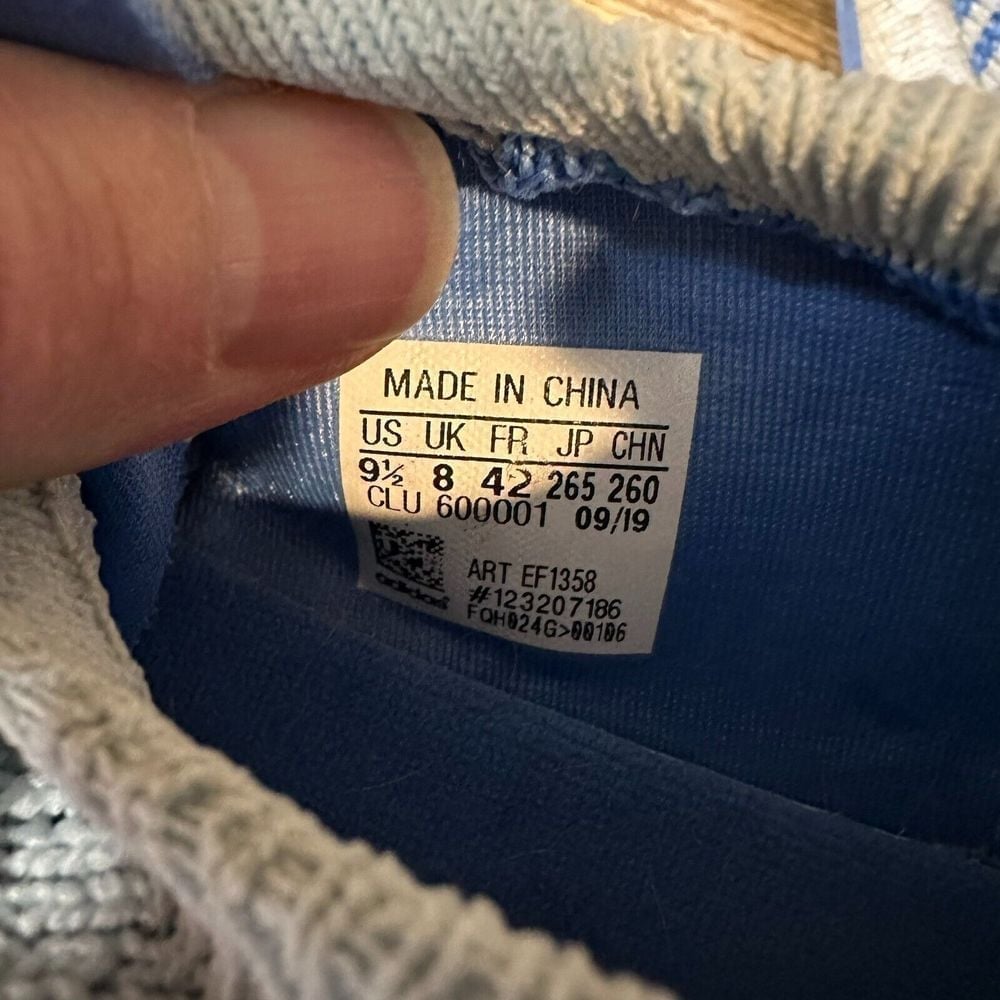 MADE IN CHINA
US UK FR JP CHN
9½ 8 42 265 260
CLU 600001 09/19
ART EF1358
#123207186
adidas
FQH024G>00106